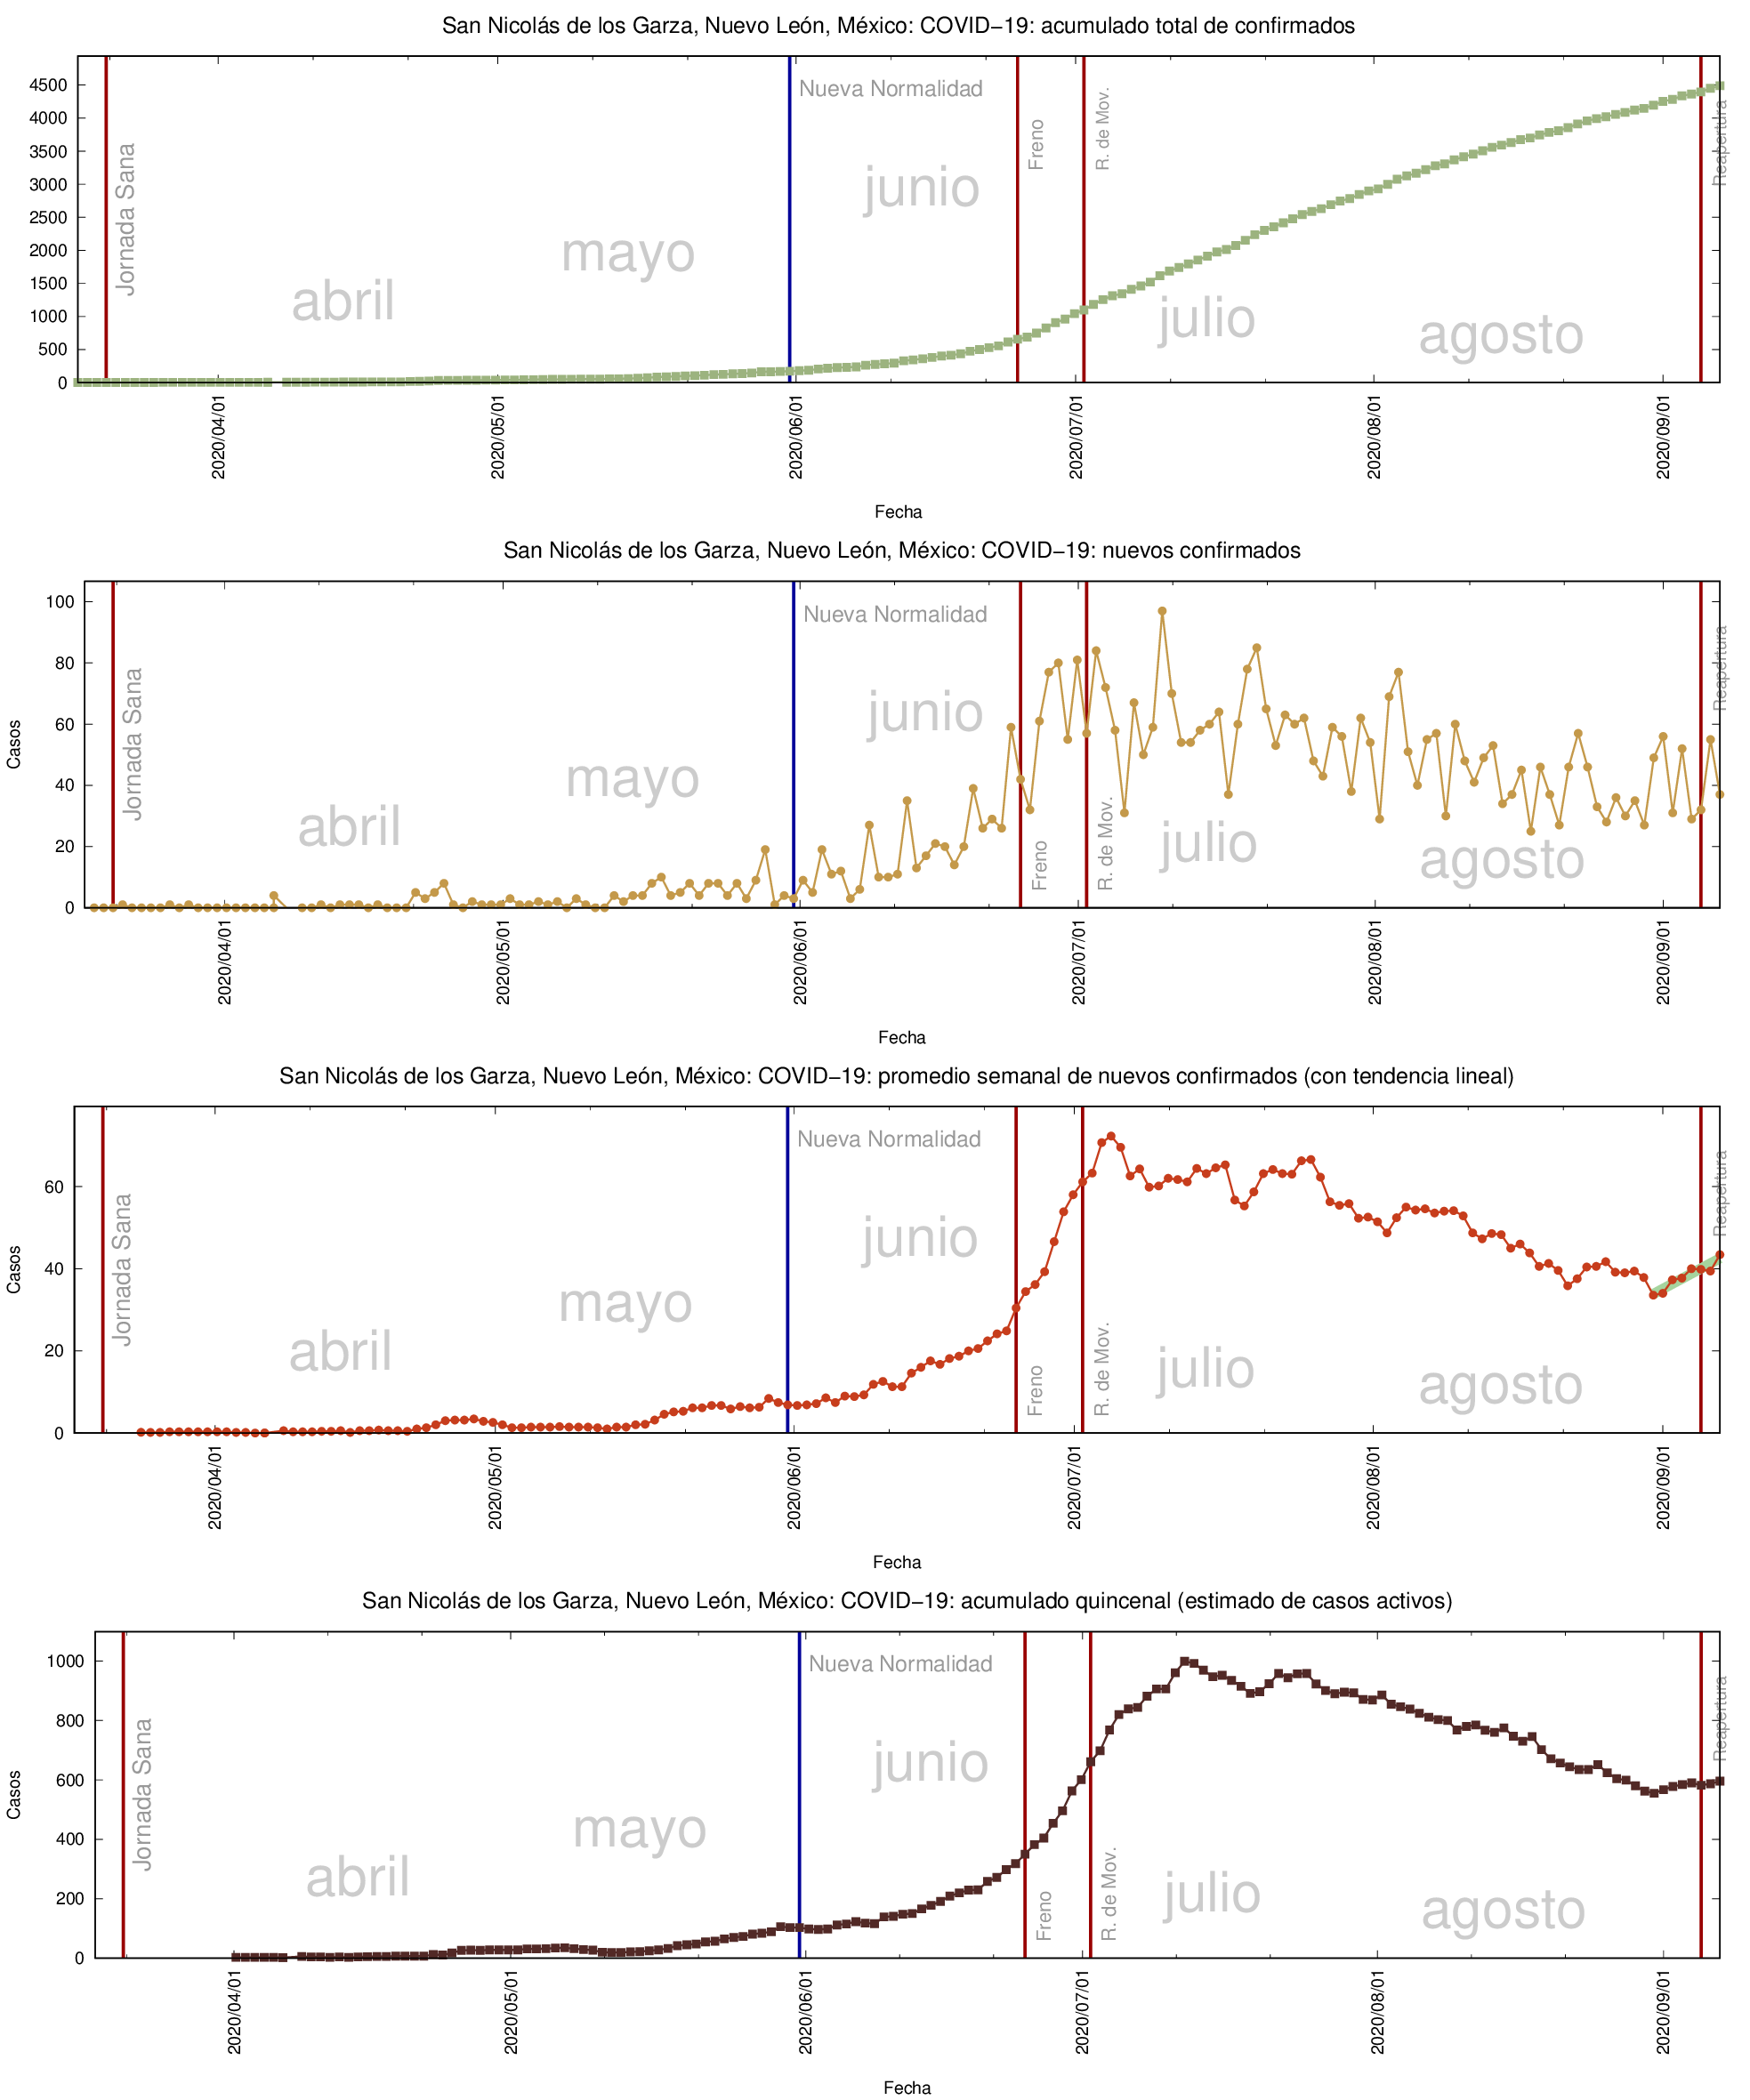 San Nicolás de los Garza, Nuevo León, México: COVID−19: acumulado total de confirmados
4500
4000
3500
3000
2500
2000
1500
1000
500
0
Jornada Sana
abril
mayo
Nueva Normalidad
junio
Freno
R. de Mov.
julio
agosto
Reapertura
2020/04/01
2020/05/01
2020/06/01
2020/07/01
2020/08/01
2020/09/01
Fecha
San Nicolás de los Garza, Nuevo León, México: COVID−19: nuevos confirmados
Casos
100
80
60
40
20
0
Jornada Sana
abril
mayo
Nueva Normalidad
junio
Freno
R. de Mov.
julio
agosto
Reapertura
2020/04/01
2020/05/01
2020/06/01
2020/07/01
2020/08/01
2020/09/01
Fecha
San Nicolás de los Garza, Nuevo León, México: COVID−19: promedio semanal de nuevos confirmados (con tendencia lineal)
Casos
60
40
20
0
Jornada Sana
abril
mayo
Nueva Normalidad
junio
Freno
R. de Mov.
julio
agosto
Reapertura
2020/04/01
2020/05/01
2020/06/01
2020/07/01
2020/08/01
2020/09/01
Fecha
San Nicolás de los Garza, Nuevo León, México: COVID−19: acumulado quincenal (estimado de casos activos)
Casos
1000
800
600
400
200
0
Jornada Sana
abril
mayo
Nueva Normalidad
junio
Freno
R. de Mov.
julio
agosto
Reapertura
2020/04/01
2020/05/01
2020/06/01
2020/07/01
2020/08/01
2020/09/01
Fecha